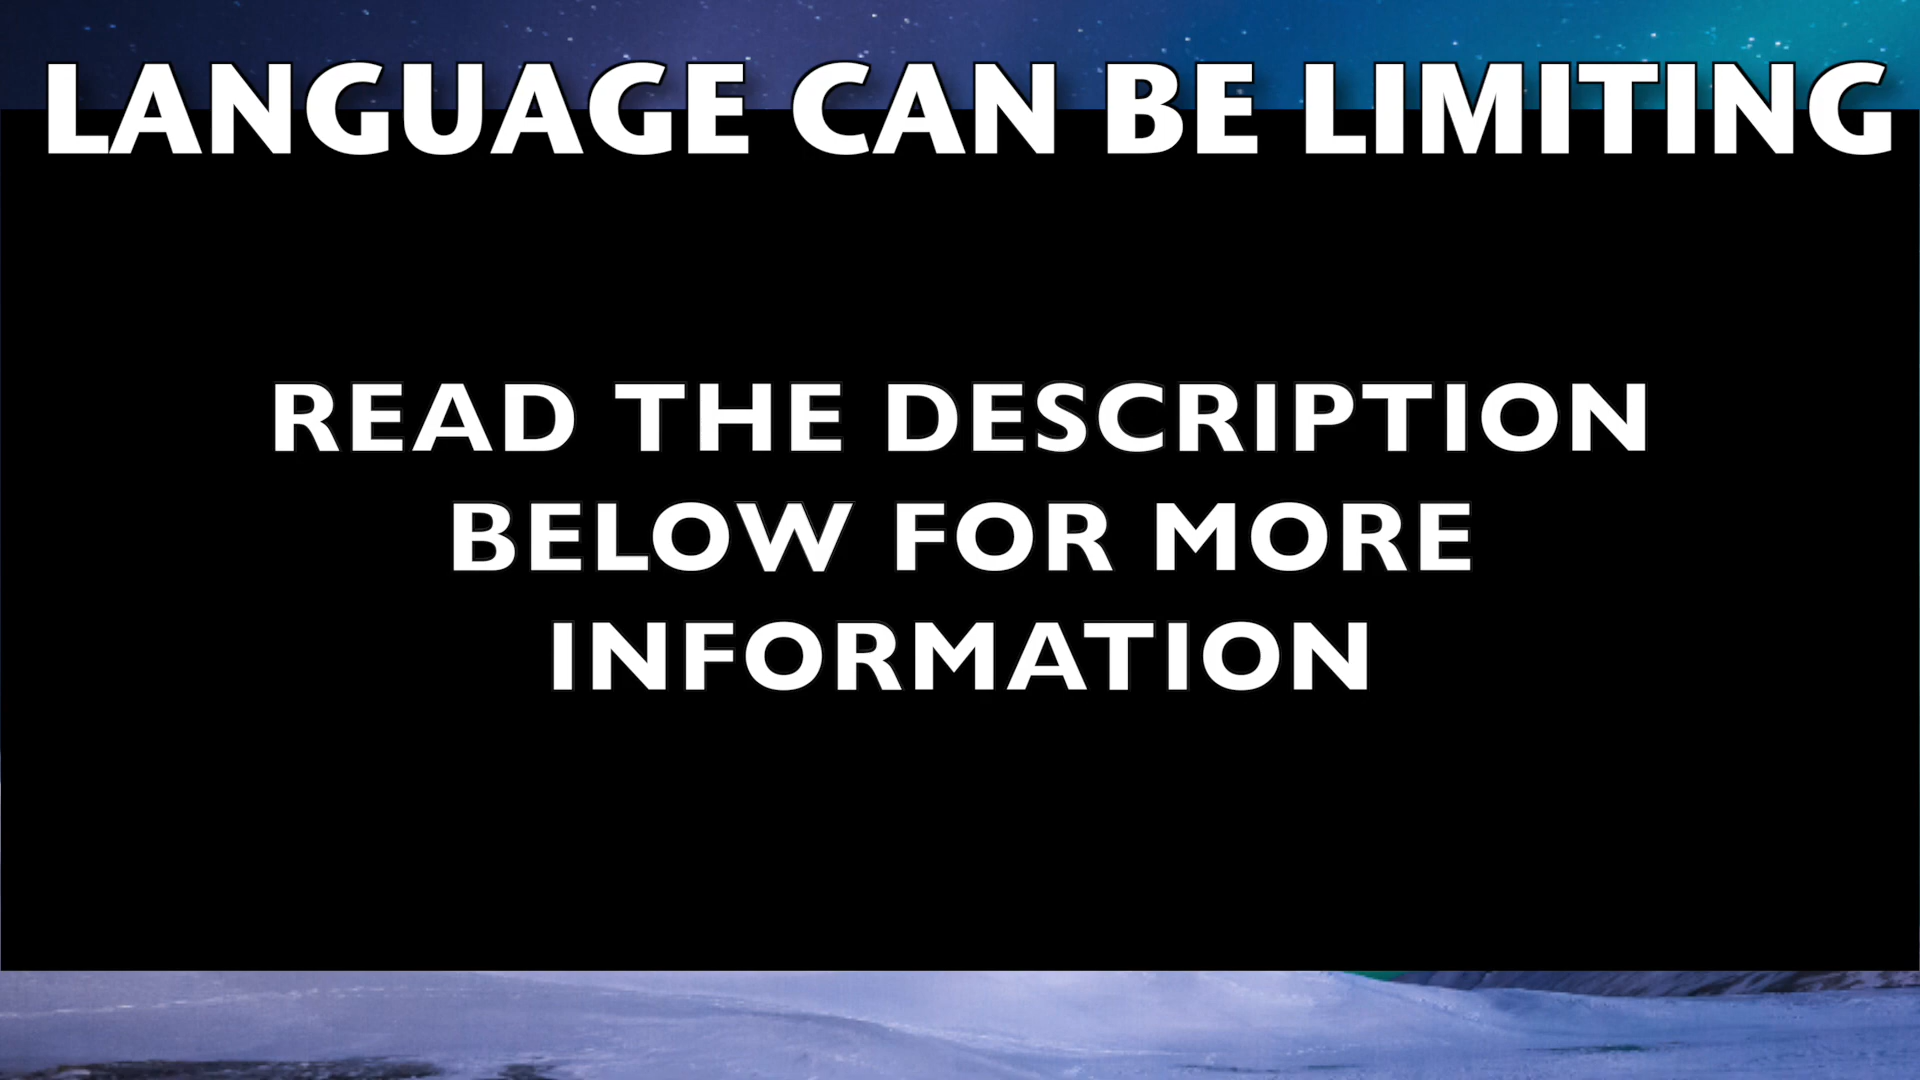 LANGUAGE CAN BE LIMITING
READ THE DESCRIPTION
BELOW FOR MORE
INFORMATION